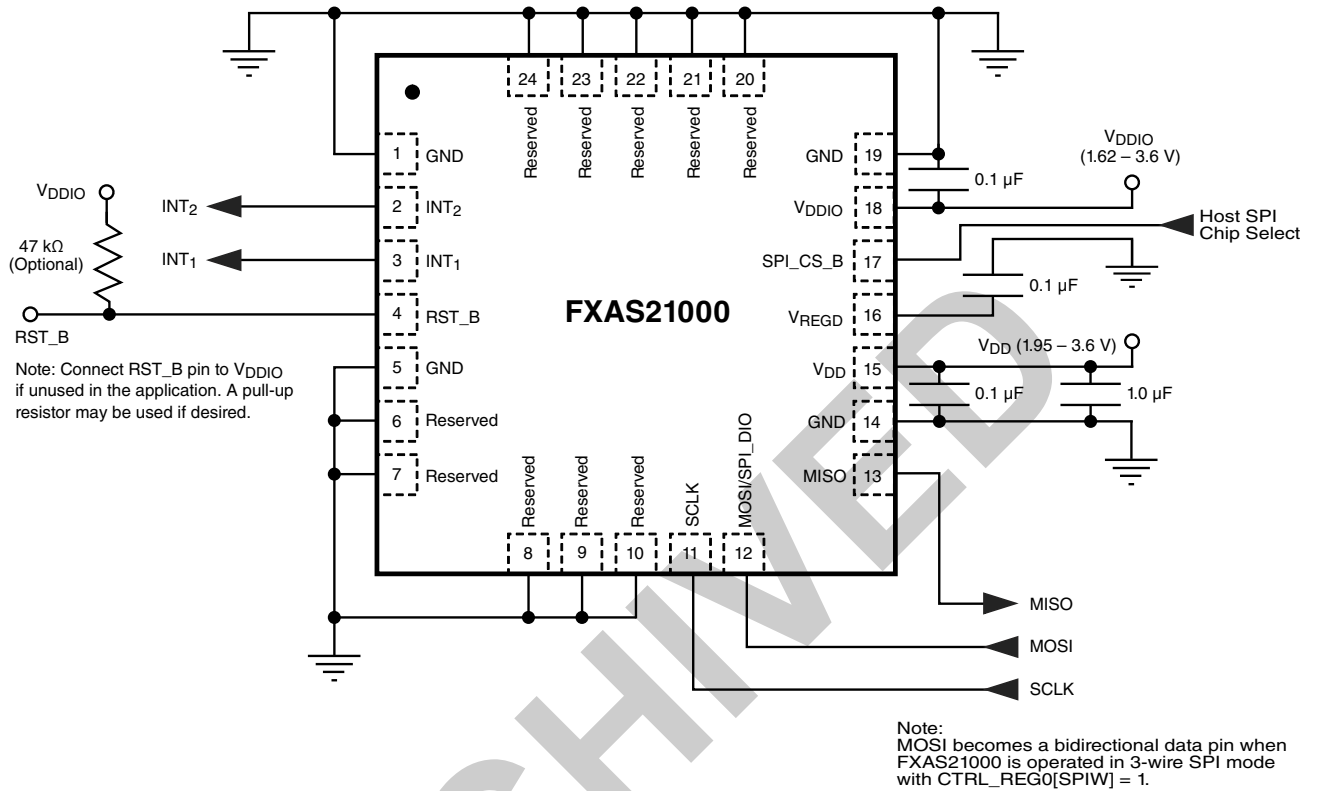 24 23 22 21 20
Reserved Reserved Reserved Reserved Reserved
1 GND
2 INT2
3 INT1
4 RST_B
5 GND
6 Reserved
7 Reserved
VDDIO
47 kΩ
(Optional)
INT2
INT1
RST_B
Note: Connect RST_B pin to VDDIO
if unused in the application. A pull-up
resistor may be used if desired.
FXAS21000
GND 19
VDDIO 18
SPI_CS_B 17
VREGD 16
VDD 15
GND 14
MISO 13
VDDIO
(1.62 – 3.6 V)
0.1 µF
Host SPI
Chip Select
0.1 µF
VDD (1.95 – 3.6 V)
0.1 µF
1.0 µF
Reserved Reserved Reserved SCLK MOSI/SPI_DIO
8 9 10 11 12
MISO
MOSI
SCLK
Note:
MOSI becomes a bidirectional data pin when
FXAS21000 is operated in 3-wire SPI mode
with CTRL_REG0[SPIW] = 1.